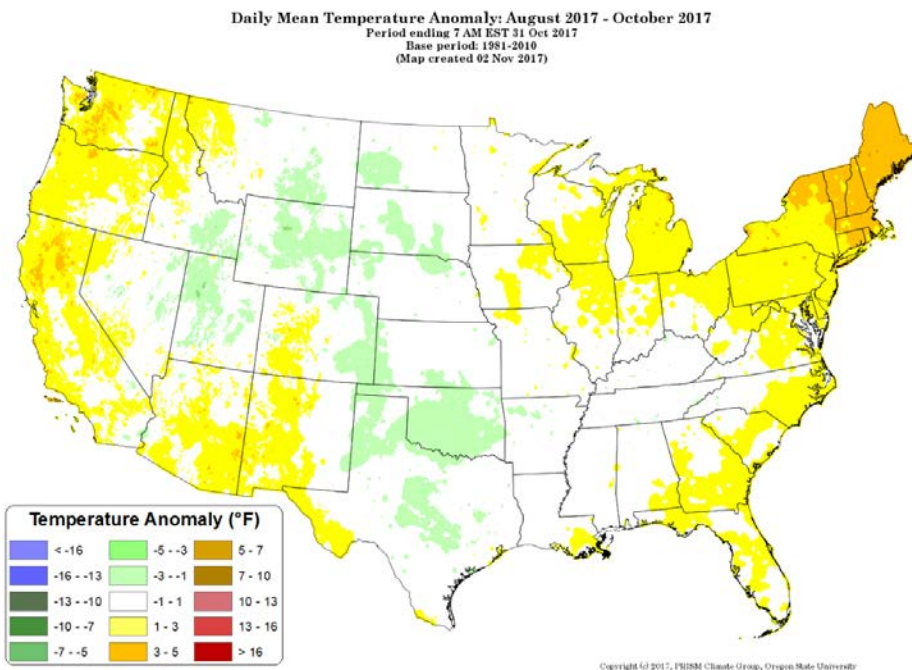 Daily Mean Temperature Anomaly: August 2017 - October 2017
Period ending 7 AM EST 31 Oct 2017
Base period: 1981-2010
(Map created 02 Nov 2017)
Temperature Anomaly (°F)
< -16
-16 - -13
-13 - -10
-10 - -7
-7 - -5
-5 - -3
-3 - -1
-1 - 1
1 - 3
3 - 5
5 - 7
7 - 10
10 - 13
13 - 16
> 16
Copyright (c) 2017, PRISM Climate Group, Oregon State University